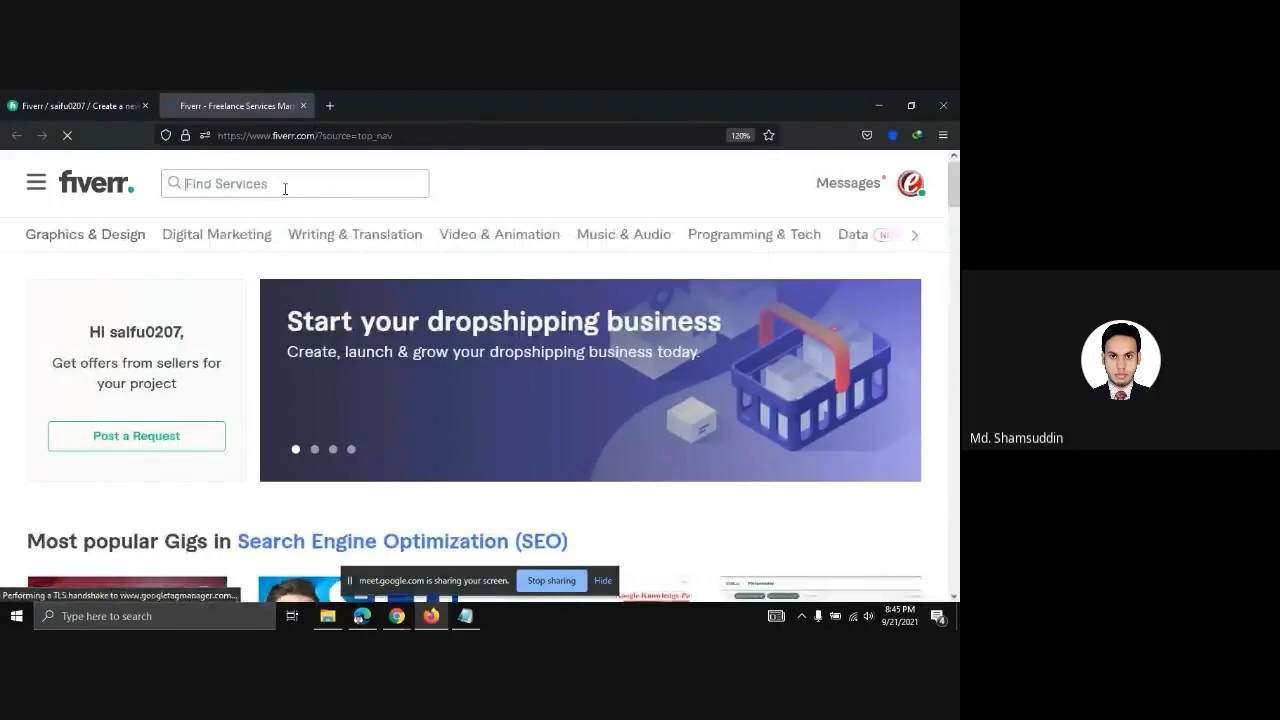 Fiverr / saifu0207 / Create a new
Fiverr - Freelance Services Mar
https://www.fiverr.com/?source=top_nav
120%
fiverr.
Find Services
Messages
Graphics & Design Digital Marketing Writing & Translation Video & Animation Music & Audio Programming & Tech Data
Start your dropshipping business
Create, launch & grow your dropshipping business today.
Hi saifu0207,
Get offers from sellers for
your project
Post a Request
Most popular Gigs in Search Engine Optimization (SEO)
meet.google.com is sharing your screen. Stop sharing Hide
Performing a TLS handshake to www.googletagmanager.com...
Type here to search
8:45 PM
9/21/2021
4
Md. Shamsuddin